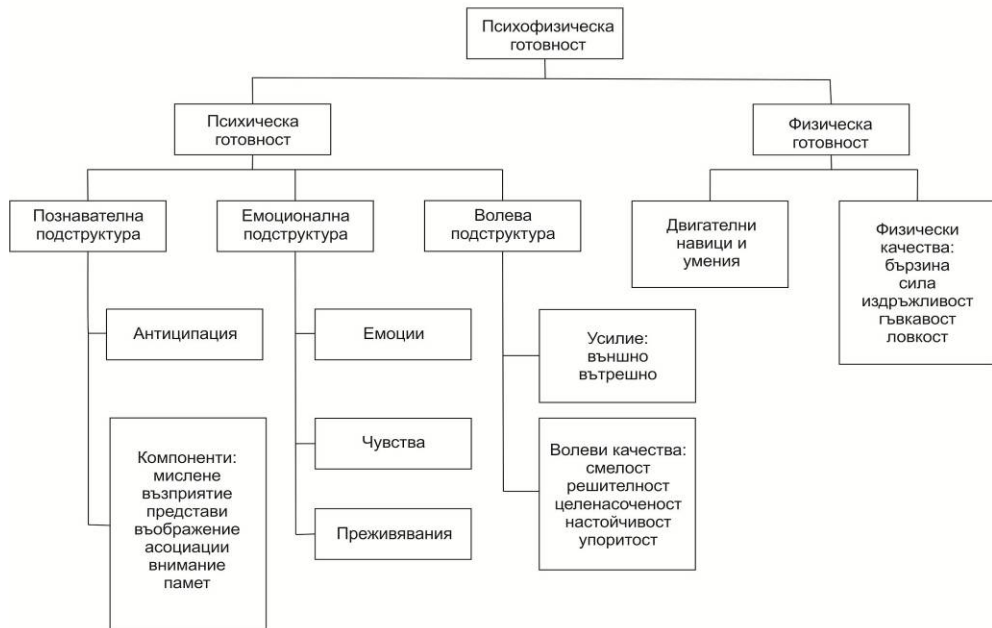 Психофизическа
готовност
Психическа
готовност
Физическа
готовност
Познавателна
подструктура
Емоционална
подструктура
Волева
подструктура
Двигателни
навици и
умения
Физически
качества:
бързина
сила
издръжливост
гъвкавост
ловкост
Антиципация
Емоции
Усилие:
външно
вътрешно
Компоненти:
мислене
възприятие
представи
въображение
асоциации
внимание
памет
Чувства
Преживявания
Волеви качества:
смелост
решителност
целенасоченост
настойчивост
упоритост